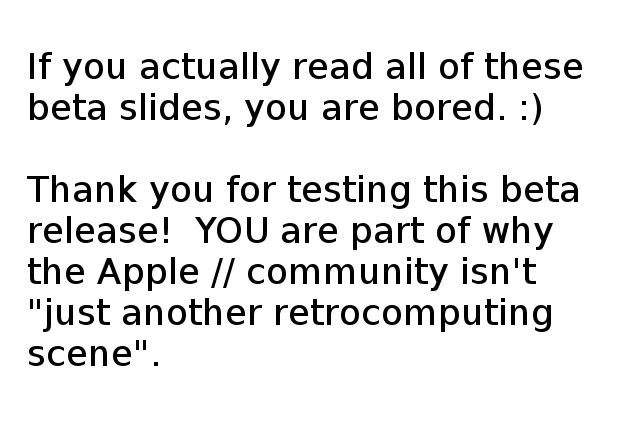 If you actually read all of these
beta slides, you are bored. :)
Thank you for testing this beta
release!  YOU are part of why
the Apple // community isn't
"just another retrocomputing
scene".